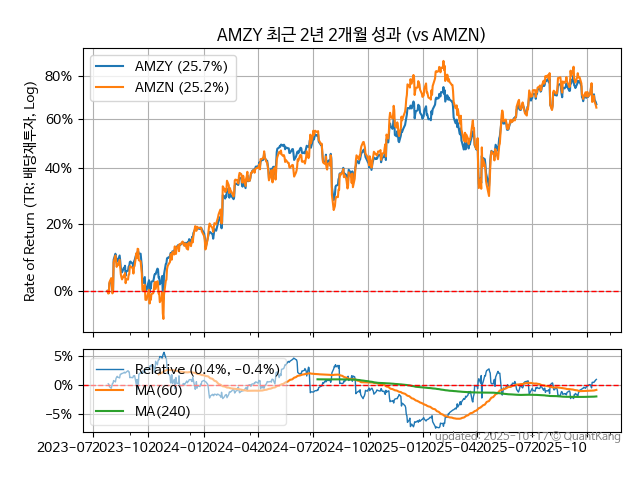 AMZY 최근 2년 2개월 성과 (vs AMZN)
Rate of Return (TR: 배당재투자, Log)
AMZY (25.7%)
AMZN (25.2%)
80%
60%
40%
20%
0%
5%
0%
−5%
Relative (0.4%, −0.4%)
MA(60)
MA(240)
2023−07
2023−10
2024−01
2024−04
2024−07
2024−10
2025−01
2025−04
2025−07
2025−10
updated: 2025−10−17 © QuantKang